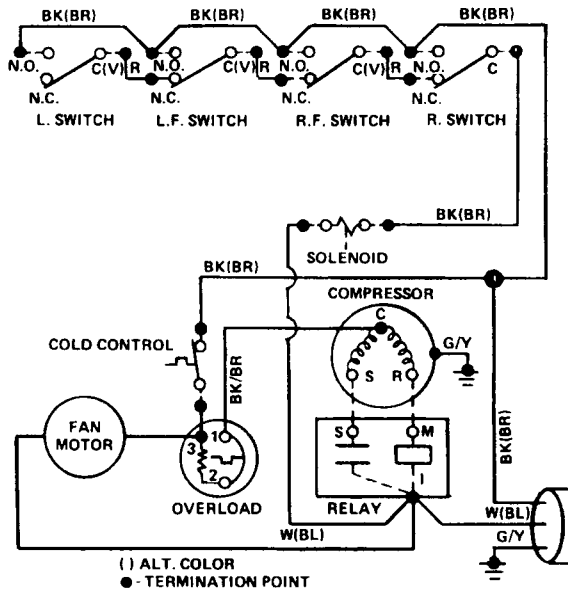 BK(BR) BK(BR) BK(BR) BK(BR)
N.O. C(V) R N.O. C(V) R N.O. C(V) R N.O. C
N.C. N.C. N.C. N.C.
L. SWITCH L.F. SWITCH R.F. SWITCH R. SWITCH
BK(BR)
SOLENOID
BK(BR)
COMPRESSOR
C
G/Y
COLD CONTROL
BK/BR
S R
BK(BR)
FAN
MOTOR
3 1
2
S M
OVERLOAD
RELAY
W(BL)
W(BL)
G/Y
( ) ALT. COLOR
● - TERMINATION POINT